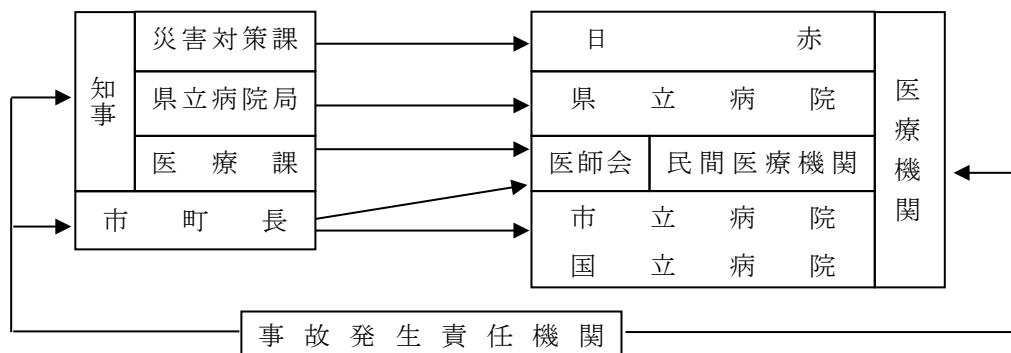 知事
災害対策課
県立病院局
医療課
市町長
日赤
県立病院
医師会
民間医療機関
市立病院
国立病院
医療機関
事故発生責任機関